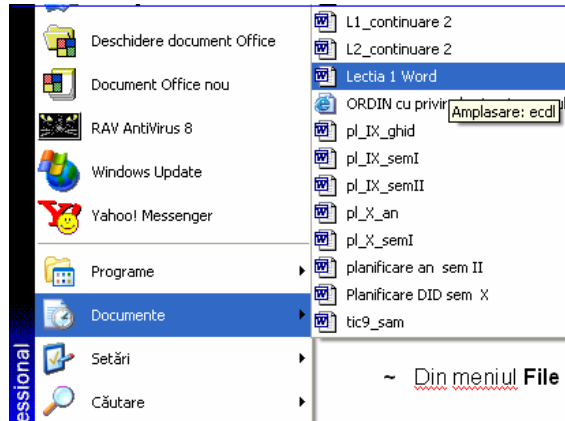 Deschidere document Office
Document Office nou
RAV AntiVirus 8
Windows Update
Yahoo! Messenger
Programe
Documente
Setări
Căutare
essional
L1_continuare 2
L2_continuare 2
Lectia 1 Word
ORDIN cu privir
Amplasare: ecdl
pl_IX_ghid
pl_IX_semI
pl_IX_semII
pl_X_an
pl_X_semI
planificare an sem II
Planificare DID sem X
tic9_sam
~ Din meniul File